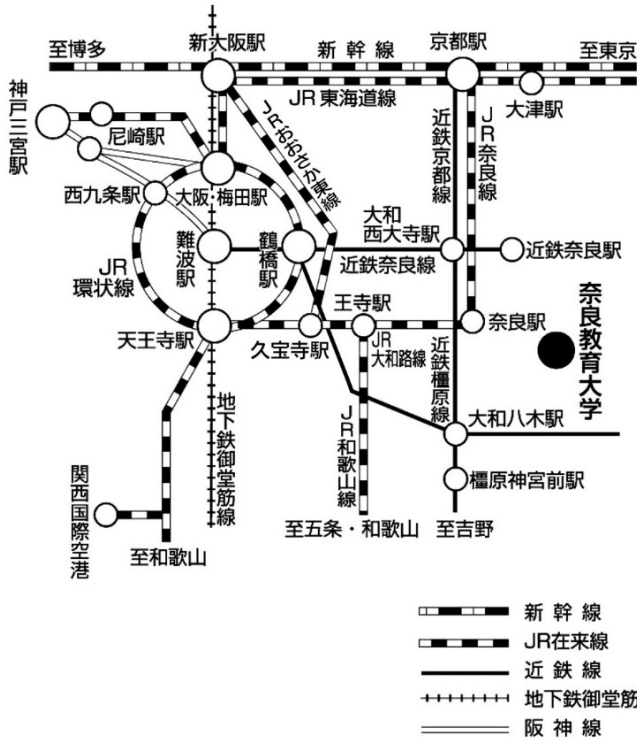 至博多
新大阪駅
新幹線
京都駅
至東京
JR東海道線
大津駅
神戸三宮駅
尼崎駅
JRおおさか東線
近鉄京都線
JR奈良線
西九条駅
大阪・梅田駅
大和
西大寺駅
難波駅
鶴橋駅
近鉄奈良線
近鉄奈良駅
JR
環状線
天王寺駅
久宝寺駅
王寺駅
JR
大和路線
奈良駅
奈良教育大学
近鉄橿原線
大和八木駅
地下鉄御堂筋線
JR和歌山線
橿原神宮前駅
関西国際空港
至和歌山
至五条・和歌山
至吉野
新幹線
JR在来線
近鉄線
地下鉄御堂筋
阪神線